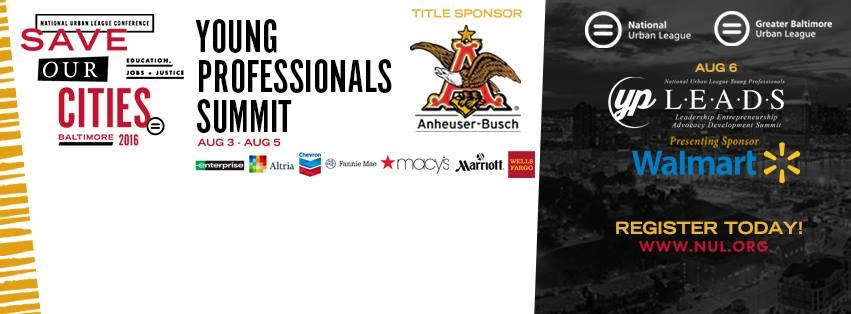 NATIONAL URBAN LEAGUE CONFERENCE
SAVE
OUR
CITIES
EDUCATION,
JOBS + JUSTICE
BALTIMORE 2016
YOUNG
PROFESSIONALS
SUMMIT
AUG 3 - AUG 5
TITLE SPONSOR
A
Anheuser-Busch
enterprise
Altria
Chevron
Fannie Mae
macy's
Marriott
WELLS
FARGO
National
Urban League
Greater Baltimore
Urban League
AUG 6
National Urban League Young Professionals
yp L•E•A•D•S
Leadership Entrepreneurship
Advocacy Development Summit
Presenting Sponsor
Walmart
REGISTER TODAY!
WWW.NUL.ORG